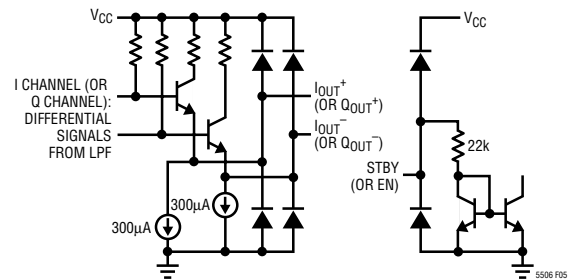 VCC
VCC
I CHANNEL (OR
Q CHANNEL):
DIFFERENTIAL
SIGNALS
FROM LPF
IOUT+
(OR QOUT+)
IOUT–
(OR QOUT–)
300µA
300µA
STBY
(OR EN)
22k
5506 F05